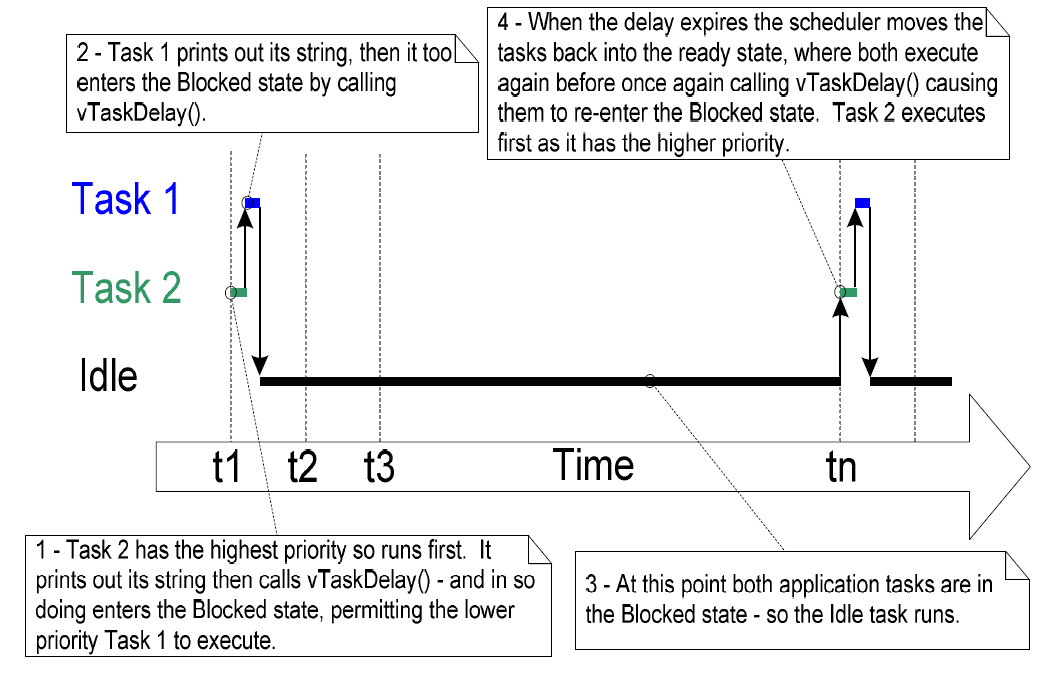 2 - Task 1 prints out its string, then it too
enters the Blocked state by calling
vTaskDelay().
4 - When the delay expires the scheduler moves the
tasks back into the ready state, where both execute
again before once again calling vTaskDelay() causing
them to re-enter the Blocked state.  Task 2 executes
first as it has the higher priority.
Task 1
Task 2
Idle
t1 t2 t3 Time tn
1 - Task 2 has the highest priority so runs first.  It
prints out its string then calls vTaskDelay() - and in so
doing enters the Blocked state, permitting the lower
priority Task 1 to execute.
3 - At this point both application tasks are in
the Blocked state - so the Idle task runs.